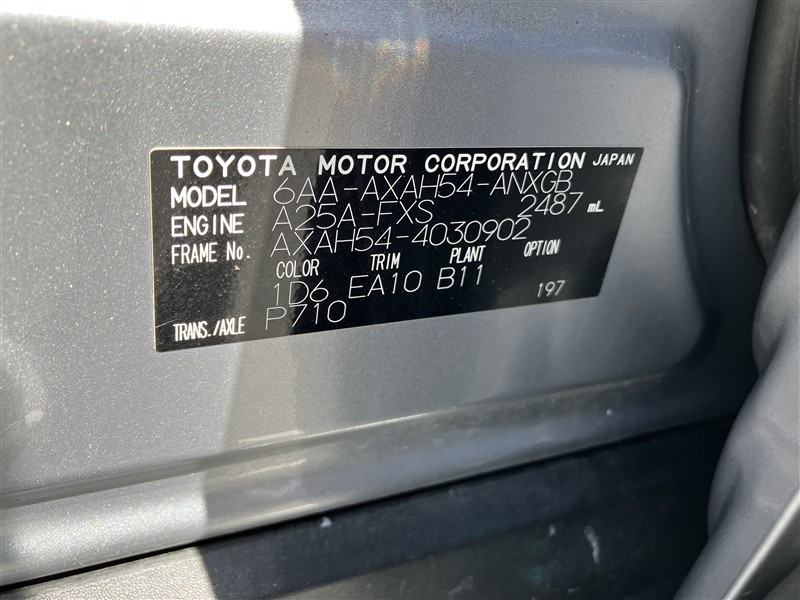 TOYOTA MOTOR CORPORATION JAPAN
MODEL 6AA-AXAH54-ANXGB
ENGINE A25A-FXS 2487 mL
FRAME No. AXAH54-4030902
COLOR TRIM PLANT OPTION
1D6 EA10 B11 197
TRANS./AXLE P710